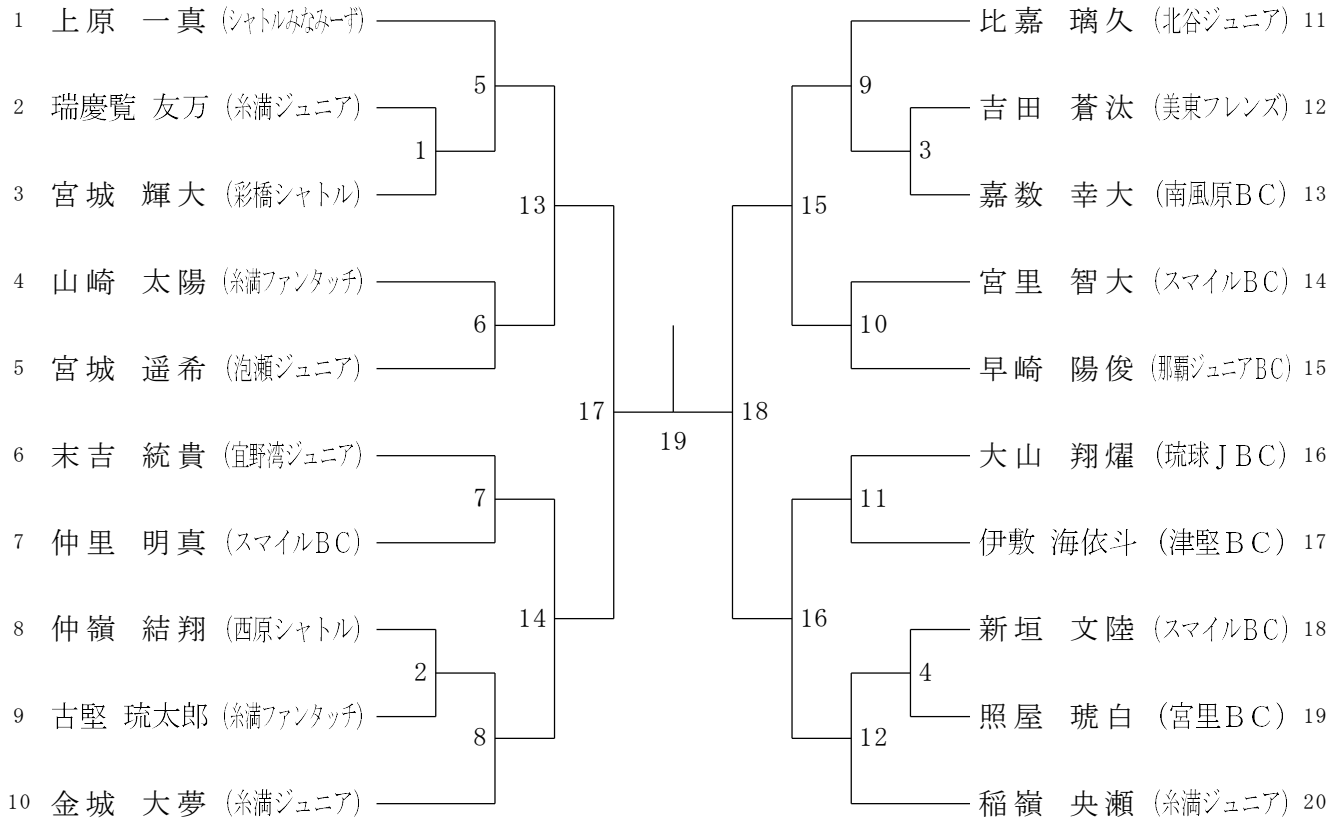 1 上原 一真 (シャトルみなみーず)
2 瑞慶覧 友万 (糸満ジュニア)
3 宮城 輝大 (彩橋シャトル)
4 山崎 太陽 (糸満ファンタッチ)
5 宮城 遥希 (泡瀬ジュニア)
6 末吉 統貴 (宜野湾ジュニア)
7 仲里 明真 (スマイルBC)
8 仲嶺 結翔 (西原シャトル)
9 古堅 琉太郎 (糸満ファンタッチ)
10 金城 大夢 (糸満ジュニア)
5
1
13
6
17
7
14
2
8
19
9
3
15
10
18
11
16
4
12
比嘉 璃久 (北谷ジュニア) 11
吉田 蒼汰 (美東フレンズ) 12
嘉数 幸大 (南風原BC) 13
宮里 智大 (スマイルBC) 14
早崎 陽俊 (那覇ジュニアBC) 15
大山 翔燿 (琉球JBC) 16
伊敷 海依斗 (津堅BC) 17
新垣 文陸 (スマイルBC) 18
照屋 琥白 (宮里BC) 19
稲嶺 央瀬 (糸満ジュニア) 20